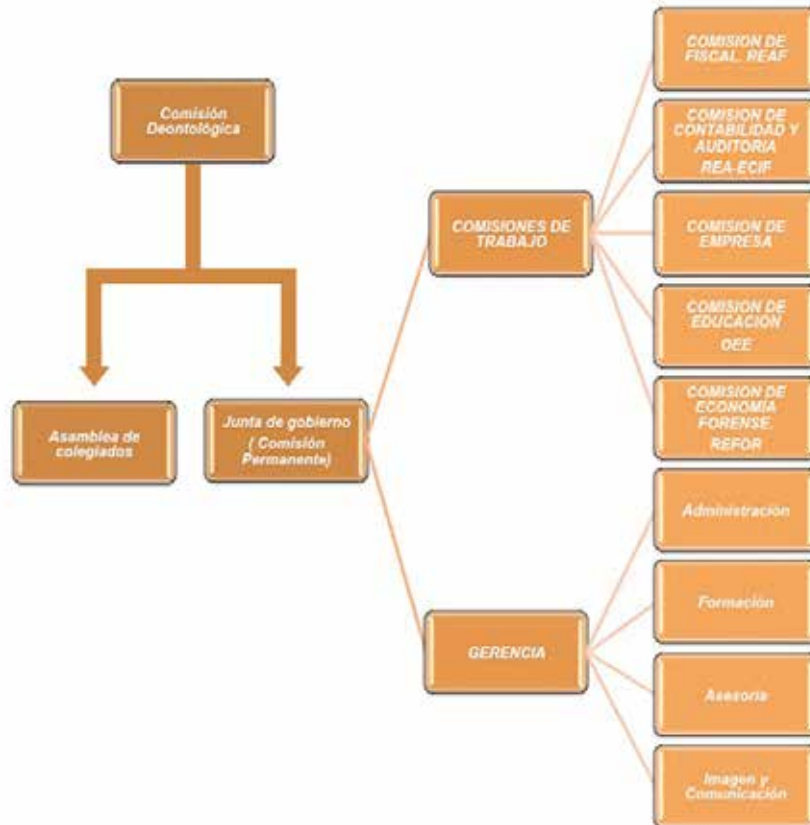 Comisión
Deontológica
Asamblea de
colegiados
Junta de gobierno
( Comisión
Permanente)
COMISIONES DE
TRABAJO
GERENCIA
COMISION DE
FISCAL. REAF
COMISION DE
CONTABILIDAD Y
AUDITORIA
REA-ECIF
COMISION DE
EMPRESA
COMISION DE
EDUCACION
OEE
COMISION DE
ECONOMÍA
FORENSE.
REFOR
Administración
Formación
Asesoria
Imagen y
Comunicación